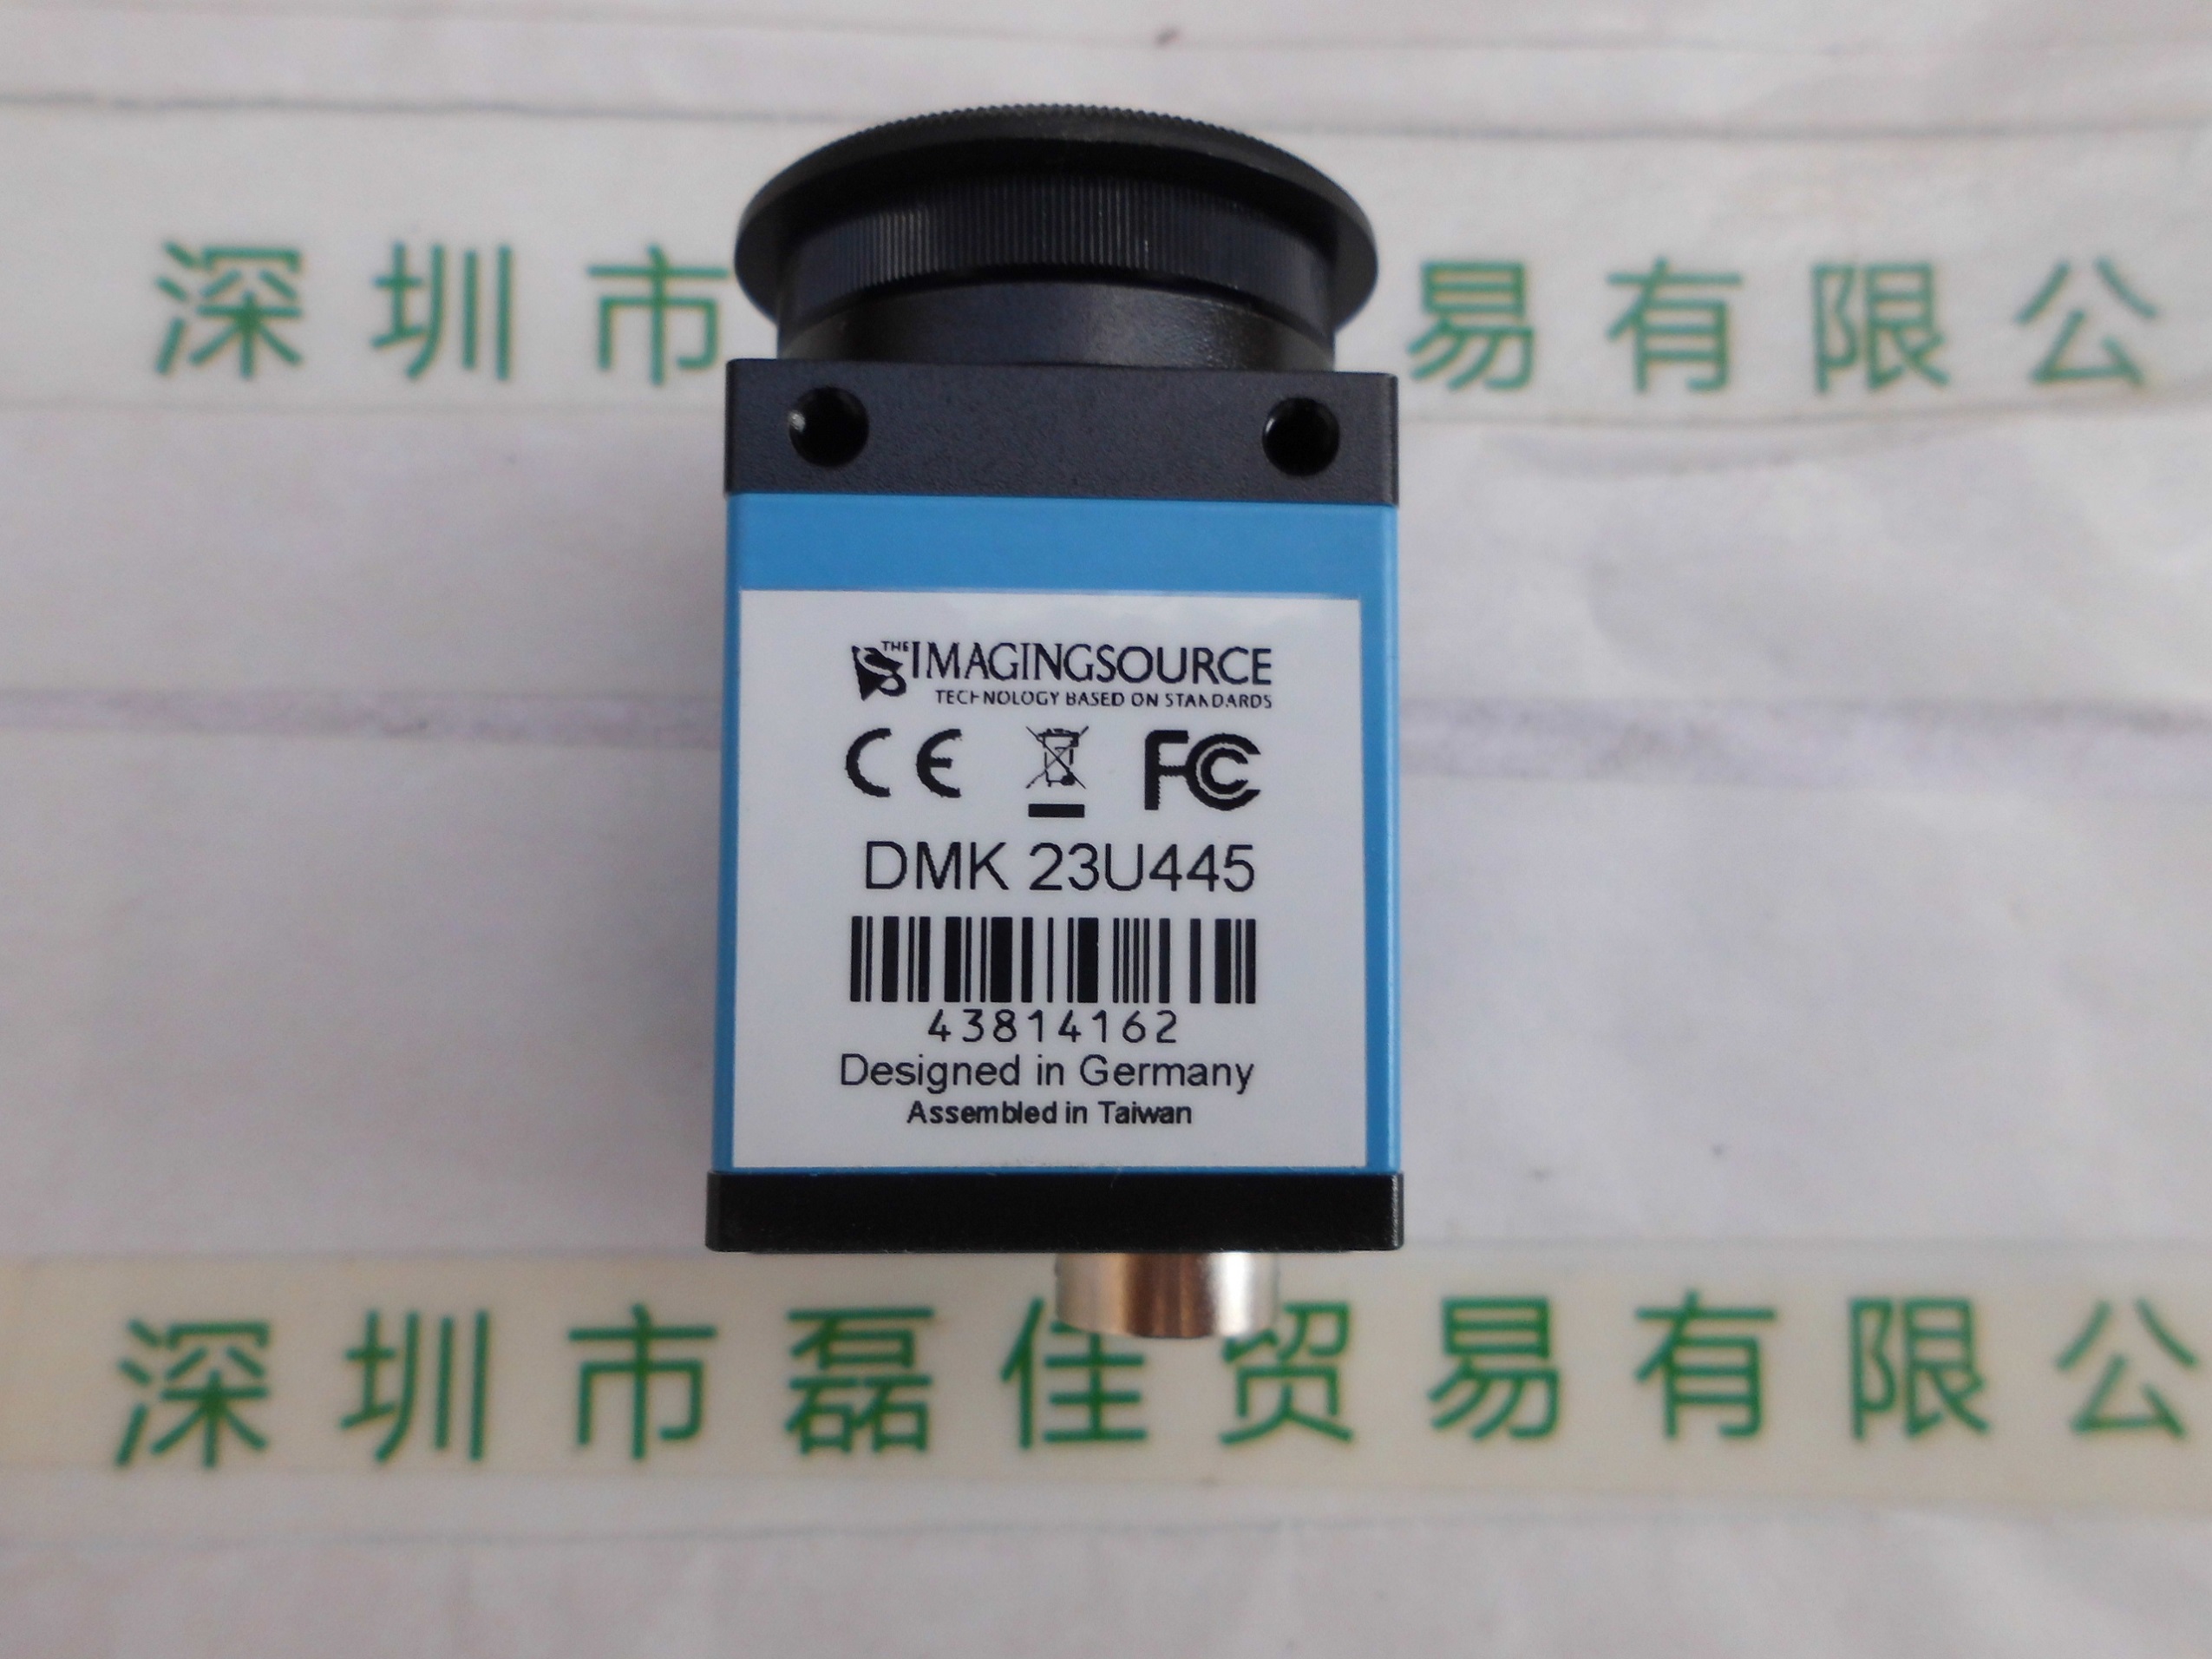 深圳市 易有限公
THE IMAGINGSOURCE
TECHNOLOGY BASED ON STANDARDS
CE FC
DMK 23U445
43814162
Designed in Germany
Assembled in Taiwan
深圳市磊佳贸易有限公